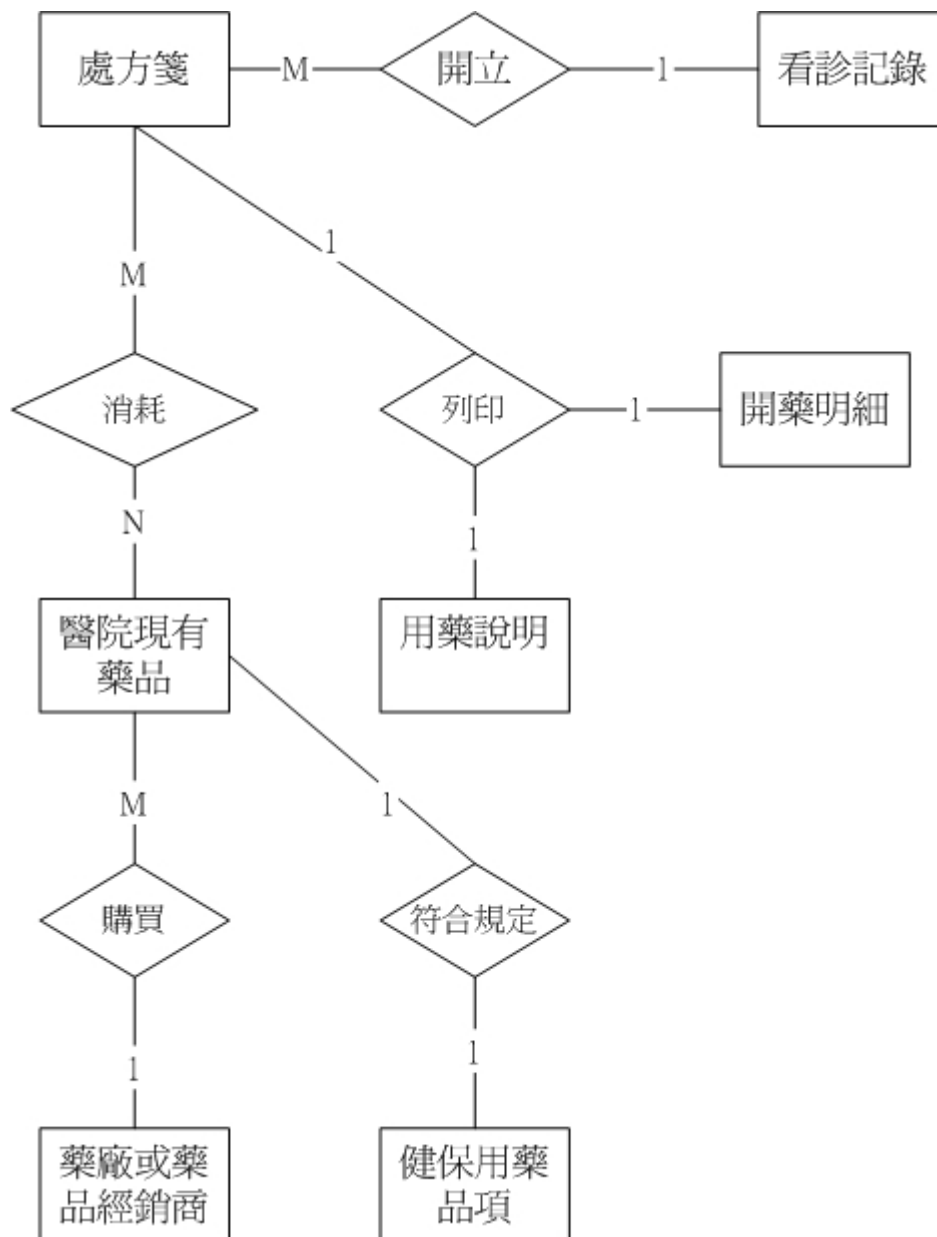 處方箋
M
開立
1
看診記錄
1
M
消耗
列印
1
開藥明細
N
1
醫院現有
藥品
用藥說明
M
1
購買
符合規定
1
1
藥廠或藥
品經銷商
健保用藥
品項